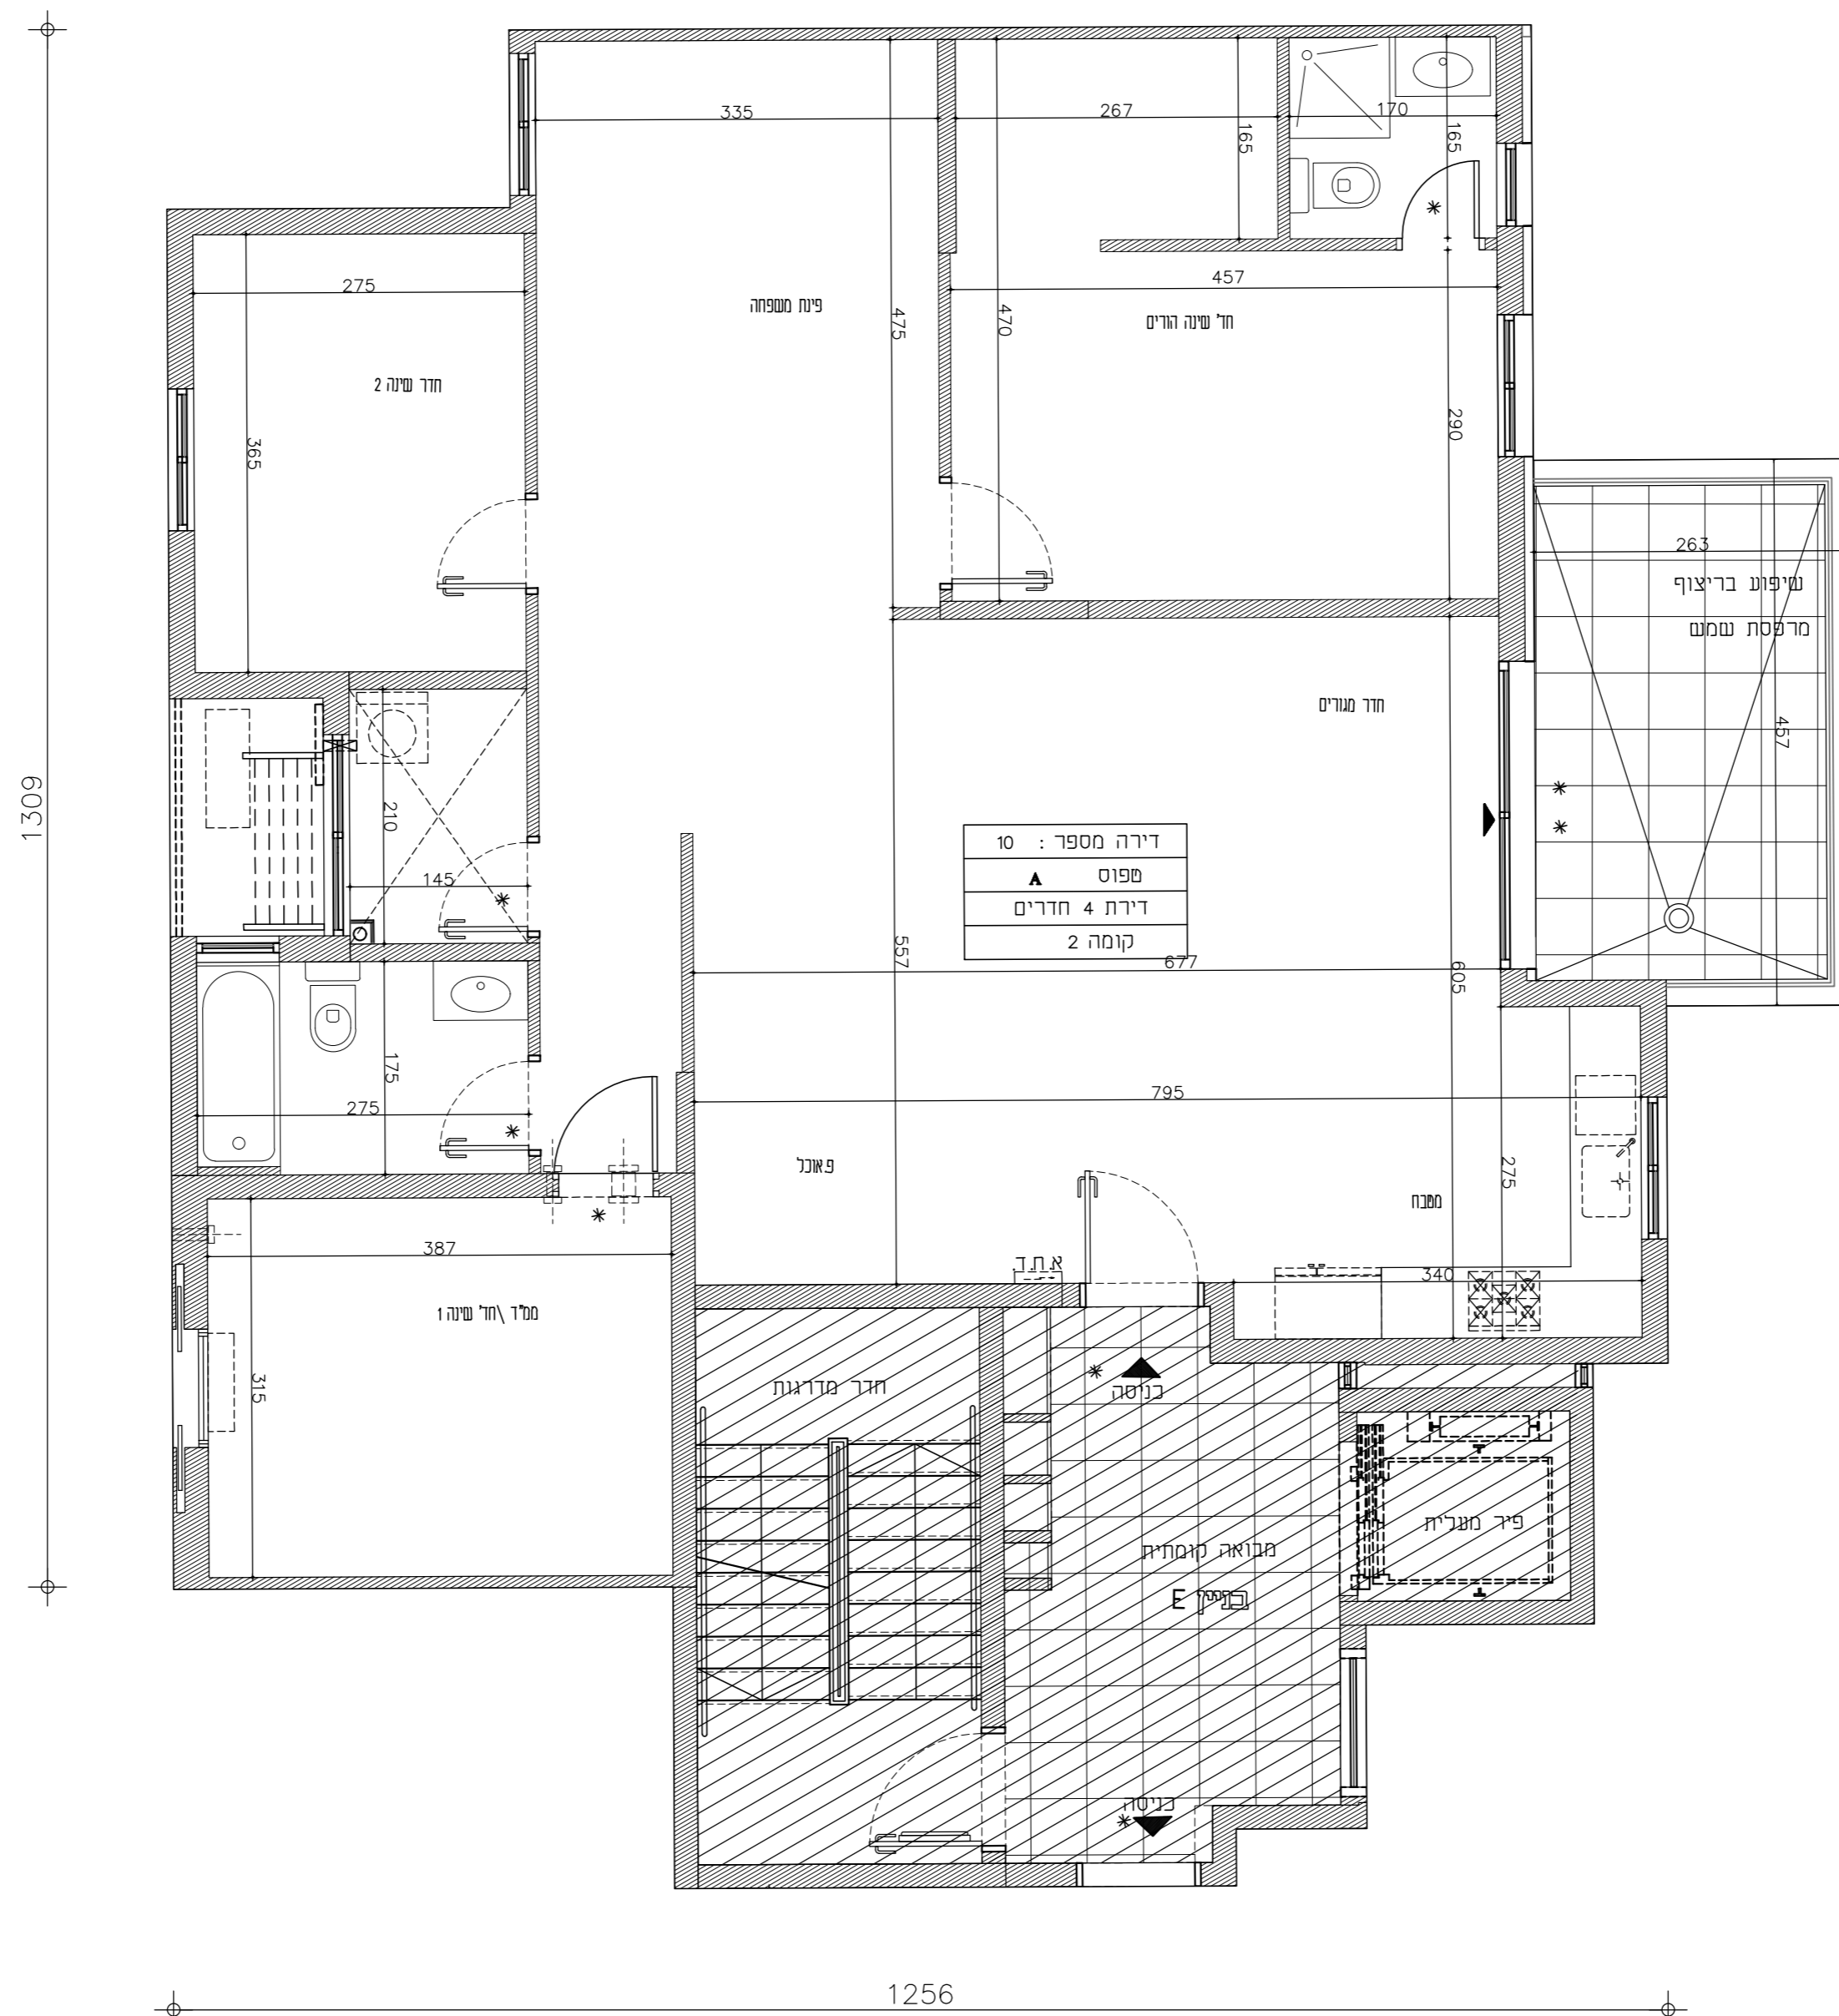 335
267
170
165
165
275
457
פינת משפחה
475
470
חד' שינה הורים
חדר שינה 2
290
365
263
שיפוע בריצוף
מרפסת שמש
457
חדר מגורים
1309
210
145
דירה מספר : 10
טפוס A
דירת 4 חדרים
קומה 2
557
677
605
175
275
795
275
פ.אוכל
מטבח
387
א.ח.ד.
340
ממ"ד \חד' שינה 1
315
חדר מדרגות
כניסה
פיר מעלית
מבואה קומתית
בניין E
כניסה
1256